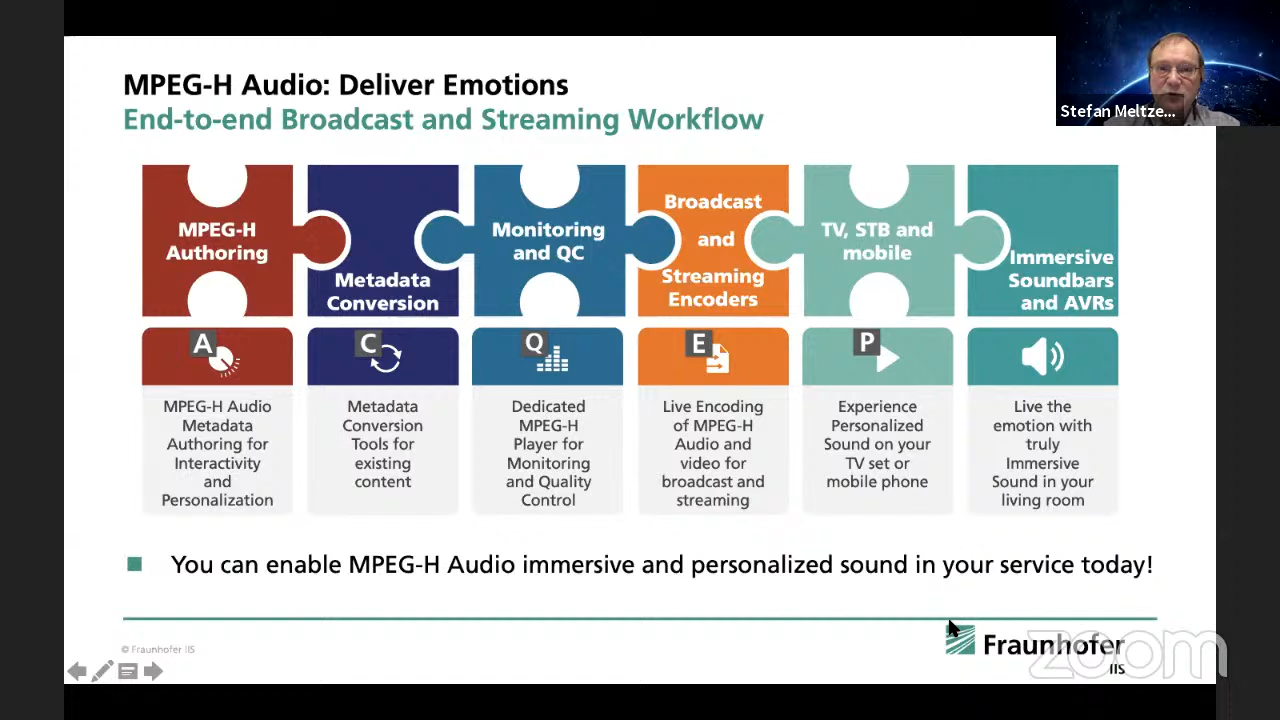 MPEG-H Audio: Deliver Emotions
End-to-end Broadcast and Streaming Workflow
Stefan Meltze...
MPEG-H
Authoring
Metadata
Conversion
Monitoring
and QC
Broadcast
and
Streaming
Encoders
TV, STB and
mobile
Immersive
Soundbars
and AVRs
A
C
Q
E
P
MPEG-H Audio
Metadata
Authoring for
Interactivity
and
Personalization
Metadata
Conversion
Tools for
existing
content
Dedicated
MPEG-H
Player for
Monitoring
and Quality
Control
Live Encoding
of MPEG-H
Audio and
video for
broadcast and
streaming
Experience
Personalized
Sound on your
TV set or
mobile phone
Live the
emotion with
truly
Immersive
Sound in your
living room
You can enable MPEG-H Audio immersive and personalized sound in your service today!
© Fraunhofer IIS
Fraunhofer
IIS
zoom